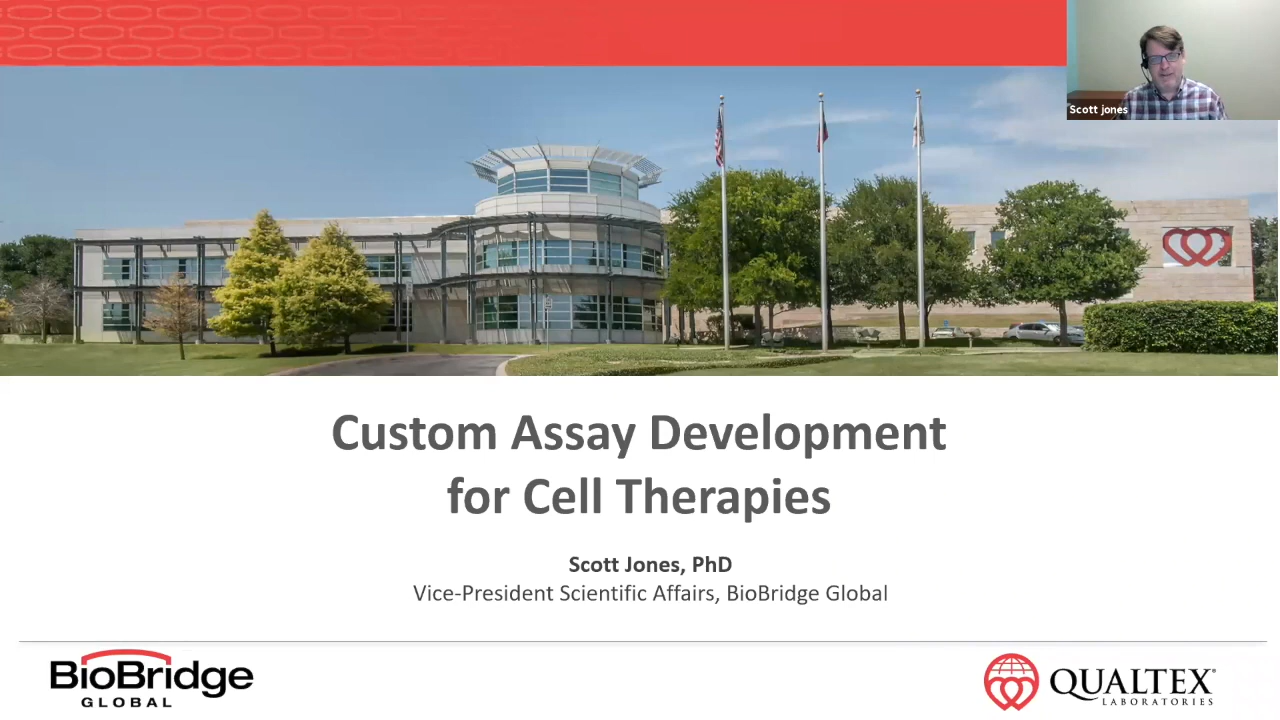 Scott jones
Custom Assay Development
for Cell Therapies
Scott Jones, PhD
Vice-President Scientific Affairs, BioBridge Global
BioBridge
GLOBAL
QUALTEX®
LABORATORIES